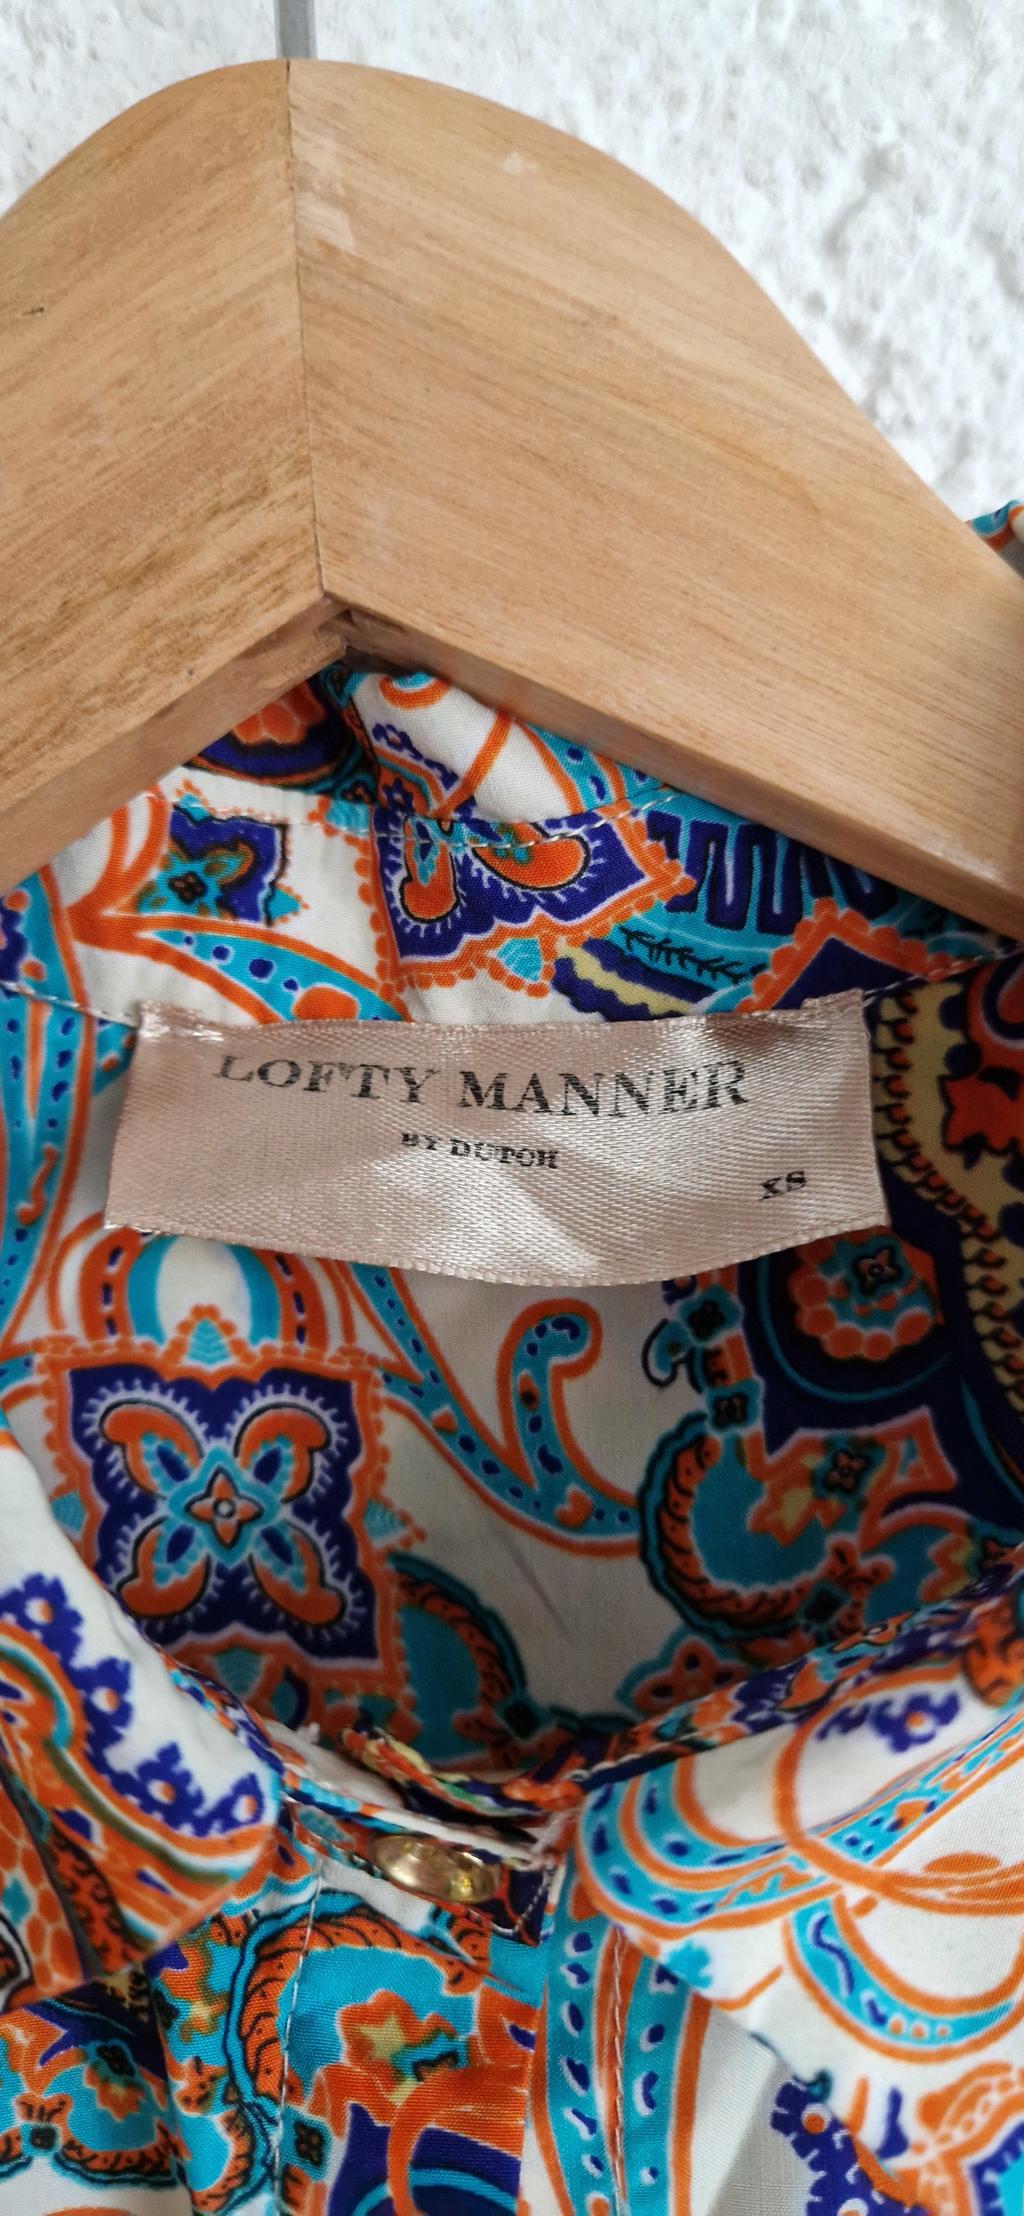 LOFTY MANNER
BY DUTCH
XS